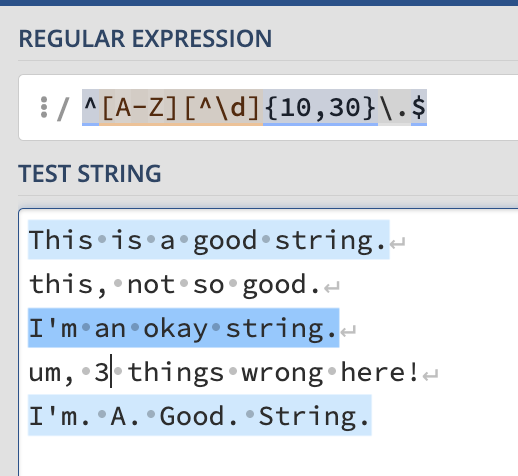 REGULAR EXPRESSION
/ ^[A-Z][^\d]{10,30}\.$
TEST STRING
This is a good string.
this, not so good.
I'm an okay string.
um, 3 things wrong here!
I'm. A. Good. String.